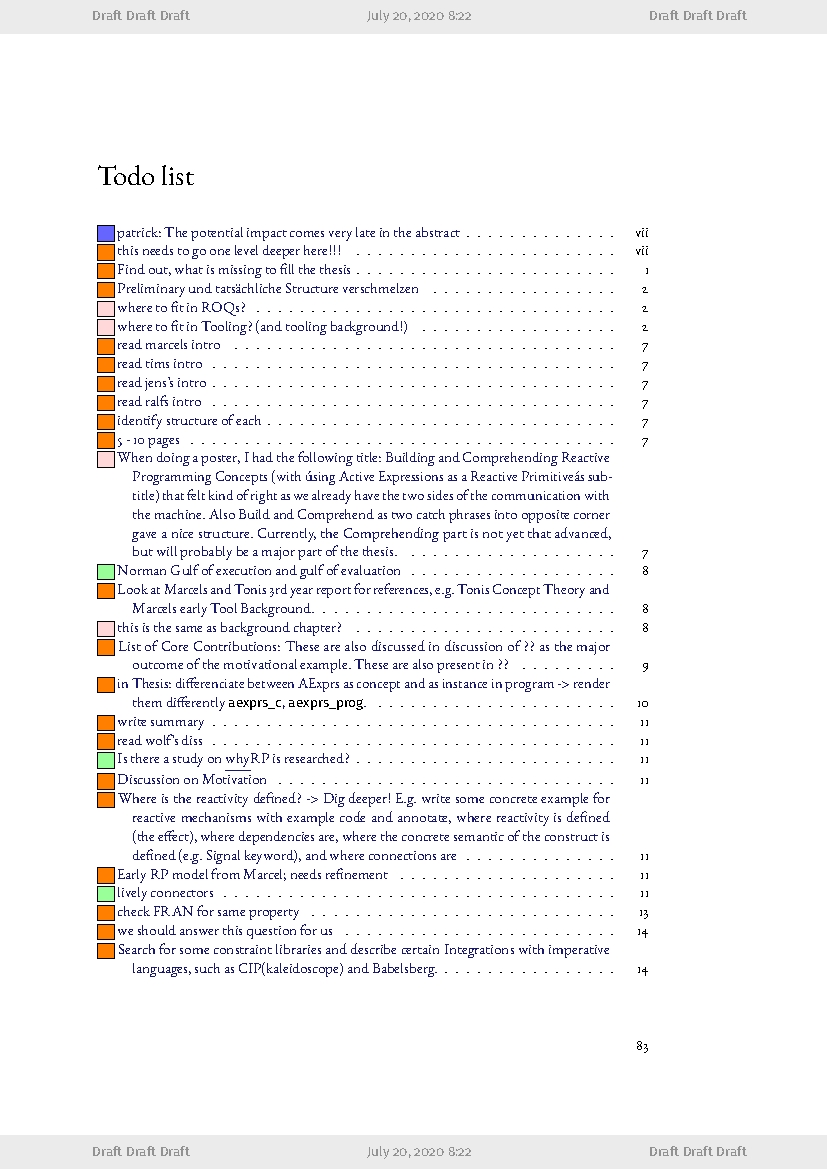 Draft Draft Draft July 20, 2020 8:22 Draft Draft Draft
Todo list
patrick: The potential impact comes very late in the abstract . . . . . . . . . . . . . . vii
this needs to go one level deeper here!!! . . . . . . . . . . . . . . . . . . . . . . . . vii
Find out, what is missing to fill the thesis . . . . . . . . . . . . . . . . . . . . . . . . 1
Preliminary und tatsächliche Structure verschmelzen . . . . . . . . . . . . . . . . . 2
where to fit in ROQs? . . . . . . . . . . . . . . . . . . . . . . . . . . . . . . . . . 2
where to fit in Tooling? (and tooling background!) . . . . . . . . . . . . . . . . . . 2
read marcels intro . . . . . . . . . . . . . . . . . . . . . . . . . . . . . . . . . . . 7
read tims intro . . . . . . . . . . . . . . . . . . . . . . . . . . . . . . . . . . . . . 7
read jens's intro . . . . . . . . . . . . . . . . . . . . . . . . . . . . . . . . . . . . . 7
read ralfs intro . . . . . . . . . . . . . . . . . . . . . . . . . . . . . . . . . . . . . 7
identify structure of each . . . . . . . . . . . . . . . . . . . . . . . . . . . . . . . . 7
5 - 10 pages . . . . . . . . . . . . . . . . . . . . . . . . . . . . . . . . . . . . . . . 7
When doing a poster, I had the following title: Building and Comprehending Reactive
Programming Concepts (with úsing Active Expressions as a Reactive Primitiveás sub-
title) that felt kind of right as we already have the two sides of the communication with
the machine. Also Build and Comprehend as two catch phrases into opposite corner
gave a nice structure. Currently, the Comprehending part is not yet that advanced,
but will probably be a major part of the thesis. . . . . . . . . . . . . . . . . . . . 7
Norman Gulf of execution and gulf of evaluation . . . . . . . . . . . . . . . . . . . 8
Look at Marcels and Tonis 3rd year report for references, e.g. Tonis Concept Theory and
Marcels early Tool Background. . . . . . . . . . . . . . . . . . . . . . . . . . . . 8
this is the same as background chapter? . . . . . . . . . . . . . . . . . . . . . . . . 8
List of Core Contributions: These are also discussed in discussion of ?? as the major
outcome of the motivational example. These are also present in ?? . . . . . . . . . 9
in Thesis: differenciate between AExprs as concept and as instance in program -> render
them differently aexprs_c, aexprs_prog. . . . . . . . . . . . . . . . . . . . . . . . 10
write summary . . . . . . . . . . . . . . . . . . . . . . . . . . . . . . . . . . . . . 11
read wolf's diss . . . . . . . . . . . . . . . . . . . . . . . . . . . . . . . . . . . . . 11
Is there a study on why RP is researched? . . . . . . . . . . . . . . . . . . . . . . . . 11
Discussion on Motivation . . . . . . . . . . . . . . . . . . . . . . . . . . . . . . . 11
Where is the reactivity defined? -> Dig deeper! E.g. write some concrete example for
reactive mechanisms with example code and annotate, where reactivity is defined
(the effect), where dependencies are, where the concrete semantic of the construct is
defined (e.g. Signal keyword), and where connections are . . . . . . . . . . . . . . 11
Early RP model from Marcel; needs refinement . . . . . . . . . . . . . . . . . . . . 11
lively connectors . . . . . . . . . . . . . . . . . . . . . . . . . . . . . . . . . . . . 11
check FRAN for same property . . . . . . . . . . . . . . . . . . . . . . . . . . . . 13
we should answer this question for us . . . . . . . . . . . . . . . . . . . . . . . . . 14
Search for some constraint libraries and describe certain Integrations with imperative
languages, such as CIP(kaleidoscope) and Babelsberg. . . . . . . . . . . . . . . . . 14
83
Draft Draft Draft July 20, 2020 8:22 Draft Draft Draft